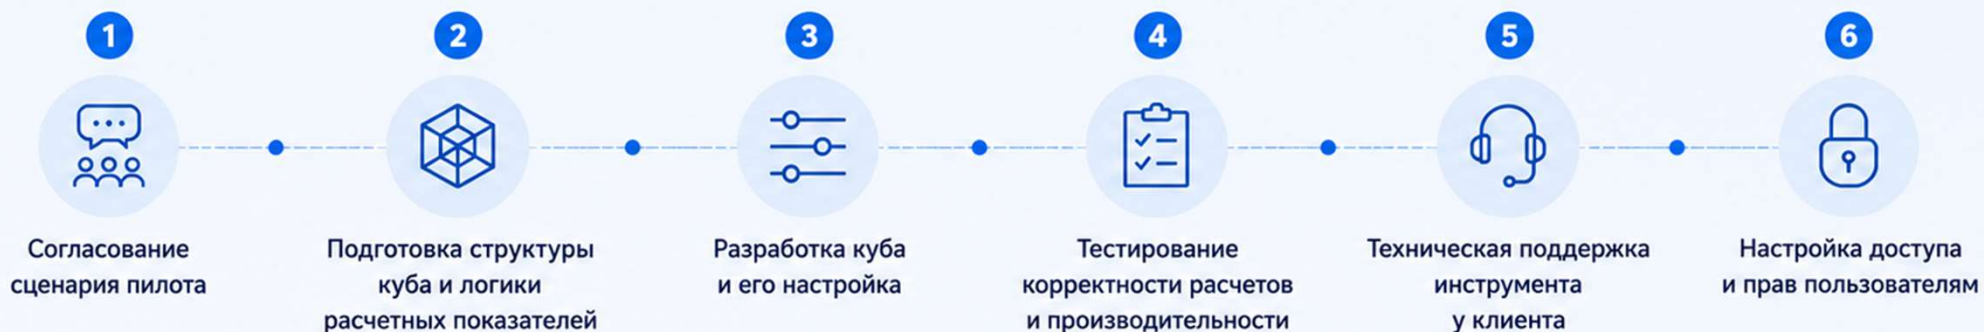 1
Согласование
сценария пилота
2
Подготовка структуры
куба и логики
расчетных показателей
3
Разработка куба
и его настройка
4
Тестирование
корректности расчетов
и производительности
5
Техническая поддержка
инструмента
у клиента
6
Настройка доступа
и прав пользователям